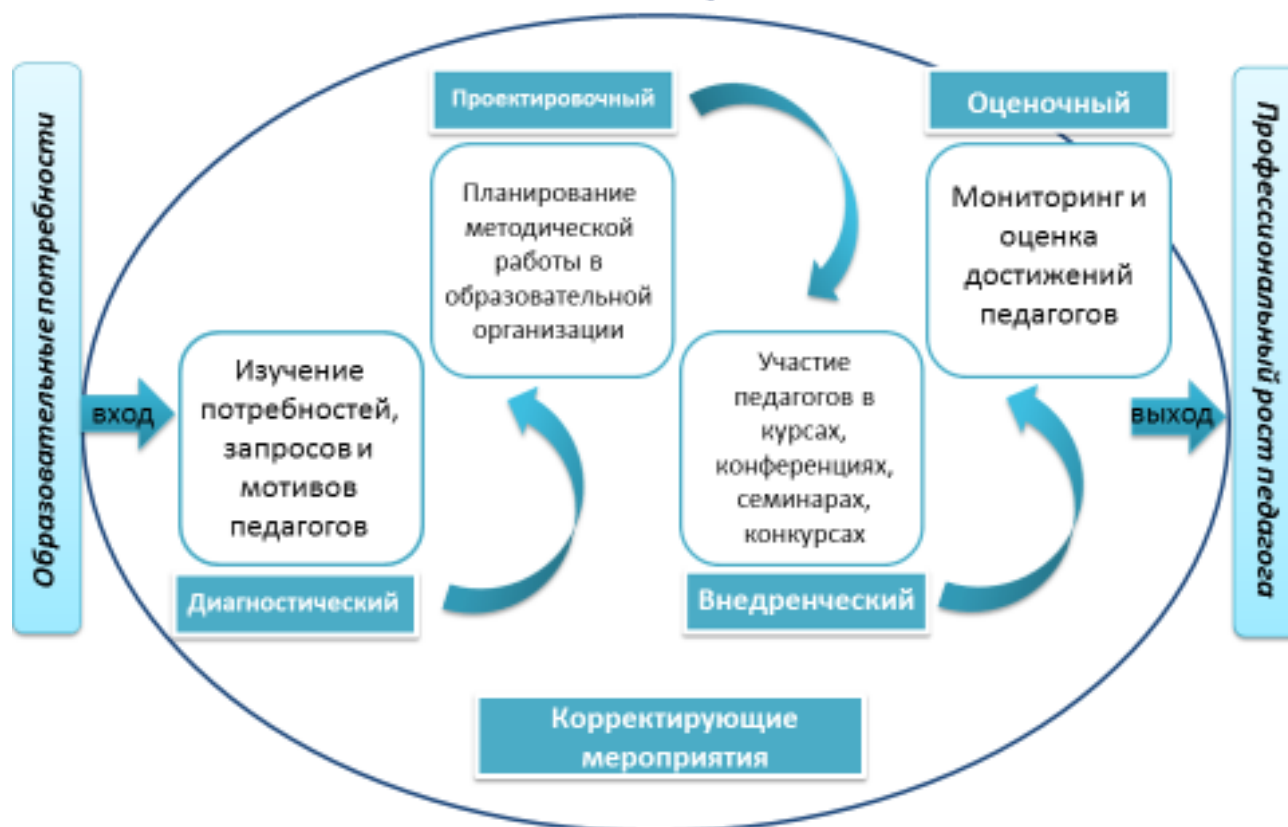 Образовательные потребности
вход
Изучение
потребностей,
запросов и
мотивов
педагогов
Диагностический
Проектировочный
Планирование
методической
работы в
образовательной
организации
Участие
педагогов в
курсах,
конференциях,
семинарах,
конкурсах
Внедренческий
Оценочный
Мониторинг и
оценка
достижений
педагогов
выход
Профессиональный рост педагога
Корректирующие
мероприятия